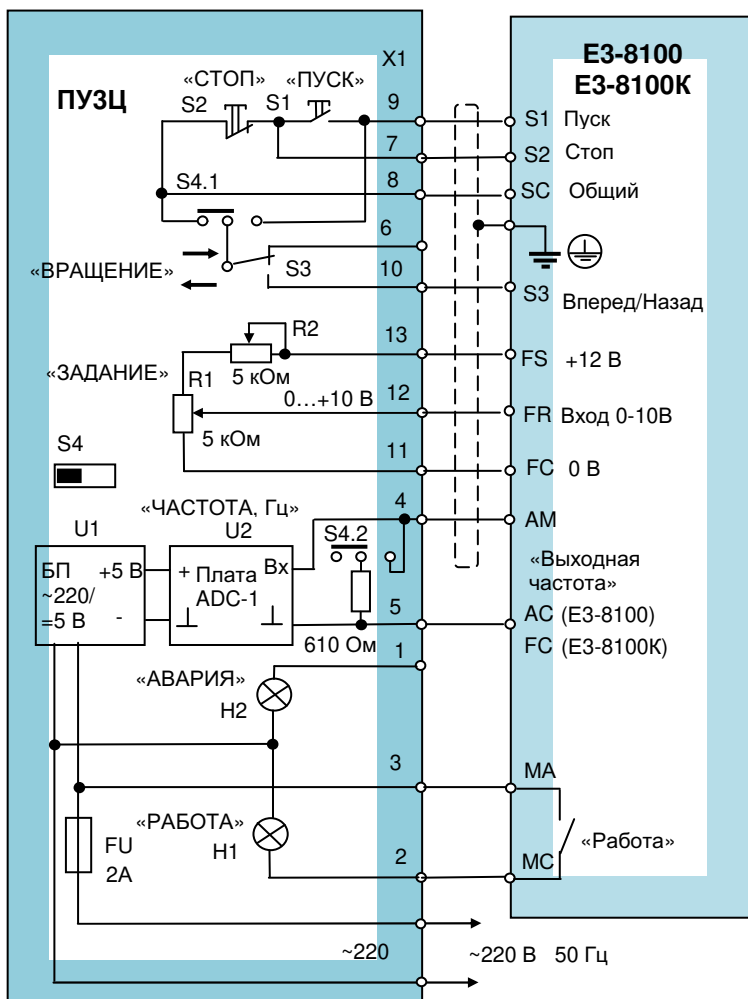 Е3-8100
Е3-8100К
ПУЗЦ
X1
«СТОП» «ПУСК»
S2 S1 9
S1 Пуск
7
S2 Стоп
8
SC Общий
S4.1
6
«ВРАЩЕНИЕ»
S3
10
S3 Вперед/Назад
R2
13
FS +12 В
«ЗАДАНИЕ»
R1 5 кОм
0…+10 В 12
FR Вход 0-10В
5 кОм
11
FC 0 В
S4
«ЧАСТОТА, Гц»
4
AM
U1 U2 S4.2
«Выходная
частота»
БП +5 В
~220/
=5 В -
+ Плата Вх
ADC-1
5
AC (Е3-8100)
610 Ом
FC (Е3-8100К)
1
«АВАРИЯ»
H2
3
MA
«РАБОТА»
H1
FU
2А
2
MC
«Работа»
~220
~220 В 50 Гц